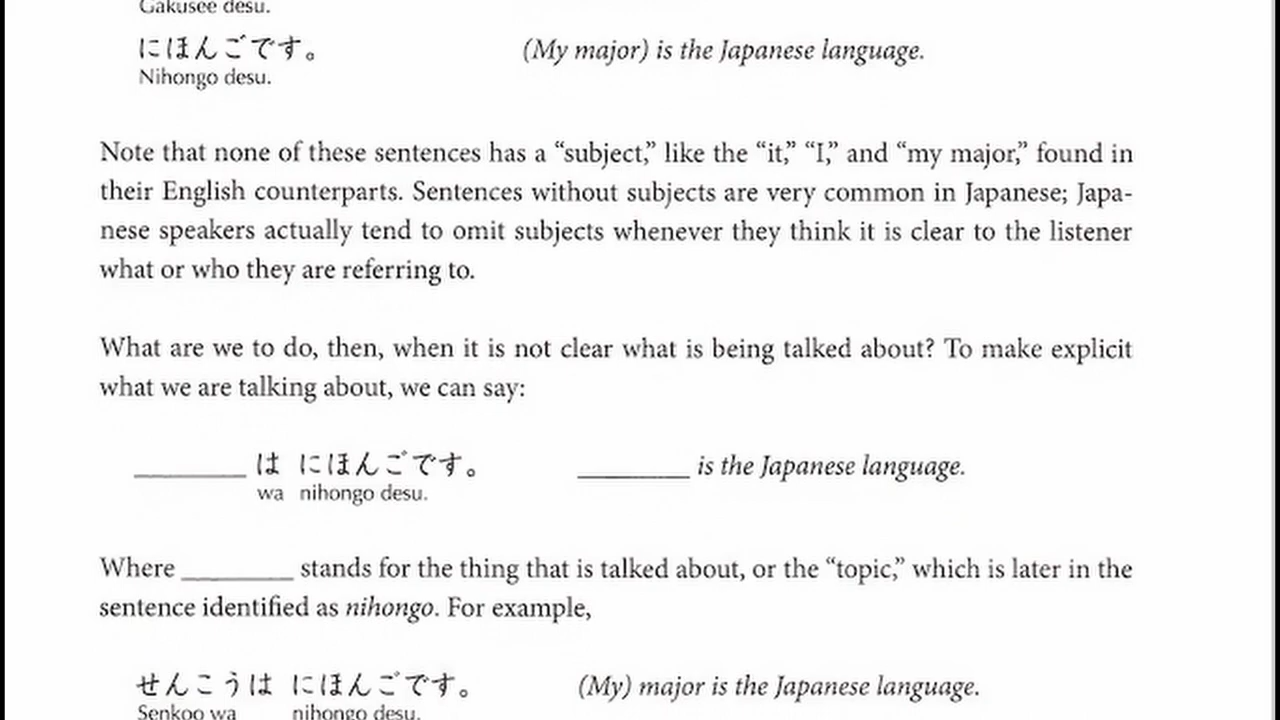 Gakusee desu.
にほんごです。 (My major) is the Japanese language.
Nihongo desu.
Note that none of these sentences has a “subject,” like the “it,” “I,” and “my major,” found in
their English counterparts. Sentences without subjects are very common in Japanese; Japa-
nese speakers actually tend to omit subjects whenever they think it is clear to the listener
what or who they are referring to.
What are we to do, then, when it is not clear what is being talked about? To make explicit
what we are talking about, we can say:
________ は にほんごです。 ________ is the Japanese language.
wa nihongo desu.
Where ________ stands for the thing that is talked about, or the “topic,” which is later in the
sentence identified as nihongo. For example,
せんこうは にほんごです。 (My) major is the Japanese language.
Senkoo wa nihongo desu.